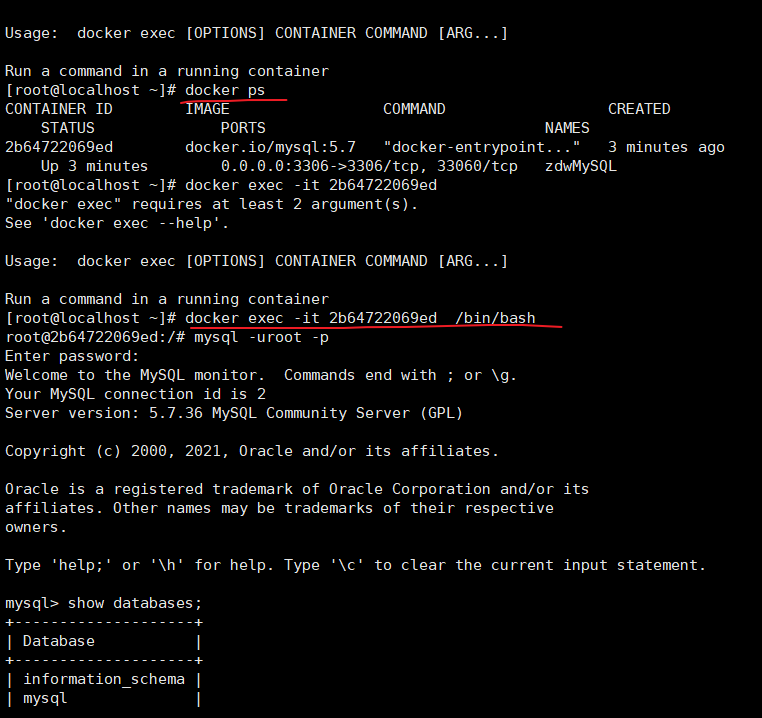 Usage:  docker exec [OPTIONS] CONTAINER COMMAND [ARG...]
Run a command in a running container
[root@localhost ~]# docker ps
CONTAINER ID        IMAGE                 COMMAND                  CREATED
    STATUS              PORTS                               NAMES
2b64722069ed        docker.io/mysql:5.7   "docker-entrypoint..."   3 minutes ago
    Up 3 minutes        0.0.0.0:3306->3306/tcp, 33060/tcp   zdwMySQL
[root@localhost ~]# docker exec -it 2b64722069ed
"docker exec" requires at least 2 argument(s).
See 'docker exec --help'.
Usage:  docker exec [OPTIONS] CONTAINER COMMAND [ARG...]
Run a command in a running container
[root@localhost ~]# docker exec -it 2b64722069ed  /bin/bash
root@2b64722069ed:/# mysql -uroot -p
Enter password:
Welcome to the MySQL monitor.  Commands end with ; or \g.
Your MySQL connection id is 2
Server version: 5.7.36 MySQL Community Server (GPL)
Copyright (c) 2000, 2021, Oracle and/or its affiliates.
Oracle is a registered trademark of Oracle Corporation and/or its
affiliates. Other names may be trademarks of their respective
owners.
Type 'help;' or '\h' for help. Type '\c' to clear the current input statement.
mysql> show databases;
+--------------------+
| Database           |
+--------------------+
| information_schema |
| mysql              |